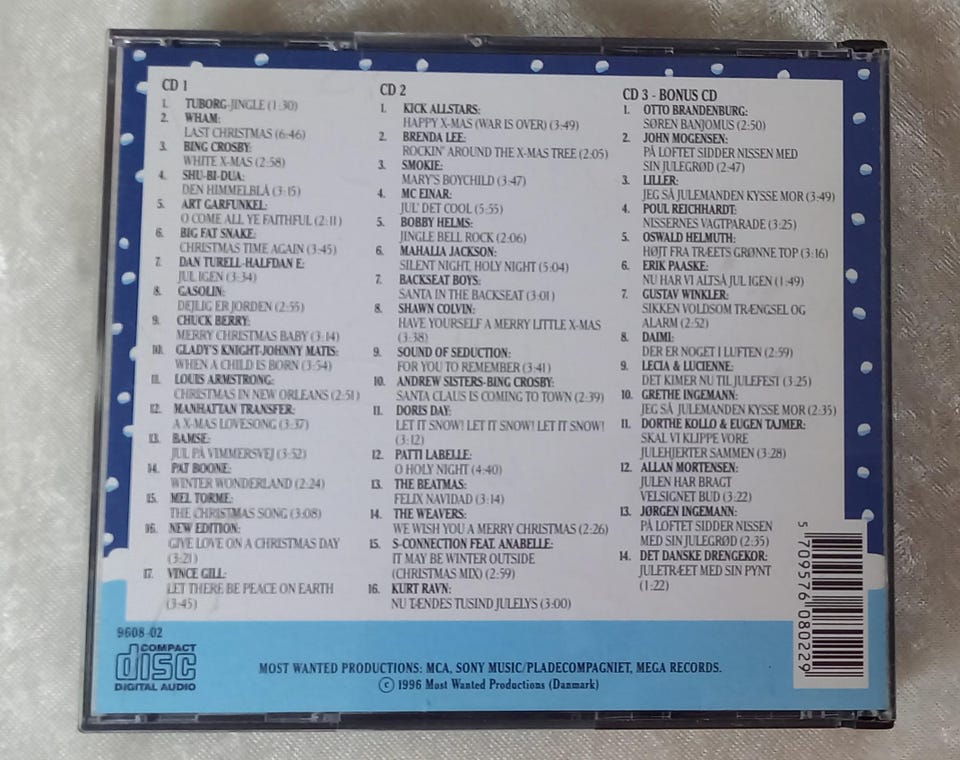 CD 1
1. TUBORG-JINGLE (1:30)
2. WHAM:
LAST CHRISTMAS (6:46)
3. BING CROSBY:
WHITE X-MAS (2:58)
4. SHU-BI-DUA:
DEN HIMMELBLÅ (3:15)
5. ART GARFUNKEL:
O COME ALL YE FAITHFUL (2:11)
6. BIG FAT SNAKE:
CHRISTMAS TIME AGAIN (3:45)
7. DAN TURELL-HALFDAN E:
JUL IGEN (3:34)
8. GASOLIN:
DEJLIG ER JORDEN (2:55)
9. CHUCK BERRY:
MERRY CHRISTMAS BABY (3:14)
10. GLADY'S KNIGHT-JOHNNY MATIS:
WHEN A CHILD IS BORN (3:54)
11. LOUIS ARMSTRONG:
CHRISTMAS IN NEW ORLEANS (2:51)
12. MANHATTAN TRANSFER:
A X-MAS LOVESONG (3:37)
13. BAMSE:
JUL PÅ VIMMERSVEJ (3:52)
14. PAT BOONE:
WINTER WONDERLAND (2:24)
15. MEL TORME:
THE CHRISTMAS SONG (3:08)
16. NEW EDITION:
GIVE LOVE ON A CHRISTMAS DAY
(3:21)
17. VINCE GILL:
LET THERE BE PEACE ON EARTH
(3:45)
CD 2
1. KICK ALLSTARS:
HAPPY X-MAS (WAR IS OVER) (3:49)
2. BRENDA LEE:
ROCKIN' AROUND THE X-MAS TREE (2:05)
3. SMOKIE:
MARY'S BOYCHILD (3:47)
4. MC EINAR:
JUL' DET COOL (5:55)
5. BOBBY HELMS:
JINGLE BELL ROCK (2:06)
6. MAHALIA JACKSON:
SILENT NIGHT, HOLY NIGHT (5:04)
7. BACKSEAT BOYS:
SANTA IN THE BACKSEAT (3:01)
8. SHAWN COLVIN:
HAVE YOURSELF A MERRY LITTLE X-MAS
(3:38)
9. SOUND OF SEDUCTION:
FOR YOU TO REMEMBER (3:41)
10. ANDREW SISTERS-BING CROSBY:
SANTA CLAUS IS COMING TO TOWN (2:39)
11. DORIS DAY:
LET IT SNOW! LET IT SNOW! LET IT SNOW!
(3:12)
12. PATTI LABELLE:
O HOLY NIGHT (4:40)
13. THE BEATMAS:
FELIX NAVIDAD (3:14)
14. THE WEAVERS:
WE WISH YOU A MERRY CHRISTMAS (2:26)
15. S-CONNECTION FEAT. ANABELLE:
IT MAY BE WINTER OUTSIDE
(CHRISTMAS MIX) (2:59)
16. KURT RAVN:
NU TÆNDES TUSIND JULELYS (3:00)
CD 3 - BONUS CD
1. OTTO BRANDENBURG:
SØREN BANJOMUS (2:50)
2. JOHN MOGENSEN:
PÅ LOFTET SIDDER NISSEN MED
SIN JULEGRØD (2:47)
3. LILLER:
JEG SÅ JULEMANDEN KYSSE MOR (3:49)
4. POUL REICHHARDT:
NISSERNES VAGTPARADE (3:25)
5. OSWALD HELMUTH:
HØJT FRA TRÆETS GRØNNE TOP (3:16)
6. ERIK PAASKE:
NU HAR VI ALTSÅ JUL IGEN (1:49)
7. GUSTAV WINKLER:
SIKKEN VOLDSOM TRÆNGSEL OG
ALARM (2:52)
8. DAIMI:
DER ER NOGET I LUFTEN (2:59)
9. LECIA & LUCIENNE:
DET KIMER NU TIL JULEFEST (3:25)
10. GRETHE INGEMANN:
JEG SÅ JULEMANDEN KYSSE MOR (2:35)
11. DORTHE KOLLO & EUGEN TAJMER:
SKAL VI KLIPPE VORE
JULEHJERTER SAMMEN (3:28)
12. ALLAN MORTENSEN:
JULEN HAR BRAGT
VELSIGNET BUD (3:22)
13. JØRGEN INGEMANN:
PÅ LOFTET SIDDER NISSEN
MED SIN JULEGRØD (2:35)
14. DET DANSKE DRENGEKOR:
JULETRÆET MED SIN PYNT
(1:22)
5 709576 080229
9608-02
COMPACT
disc
DIGITAL AUDIO
MOST WANTED PRODUCTIONS: MCA, SONY MUSIC/PLADECOMPAGNIET, MEGA RECORDS.
© 1996 Most Wanted Productions (Danmark)